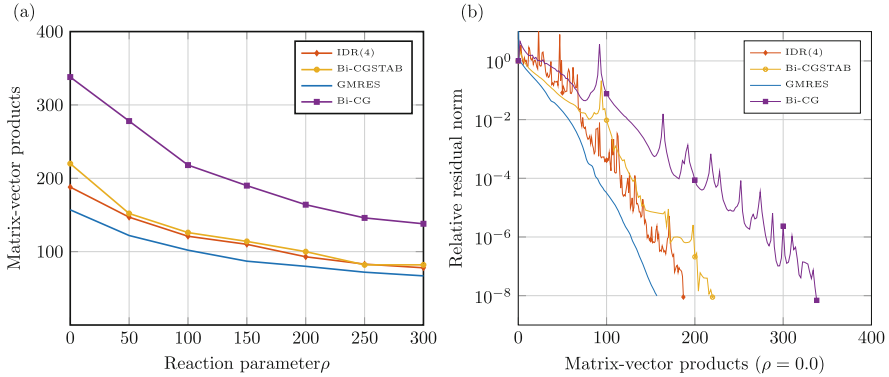 (a)
400
300
200
100
0
50
100
150
200
250
300
Matrix-vector products
Reaction parameterρ
IDR(4)
Bi-CGSTAB
GMRES
Bi-CG
(b)
10^0
10^−2
10^−4
10^−6
10^−8
0
100
200
300
400
Relative residual norm
Matrix-vector products (ρ = 0.0)
IDR(4)
Bi-CGSTAB
GMRES
Bi-CG